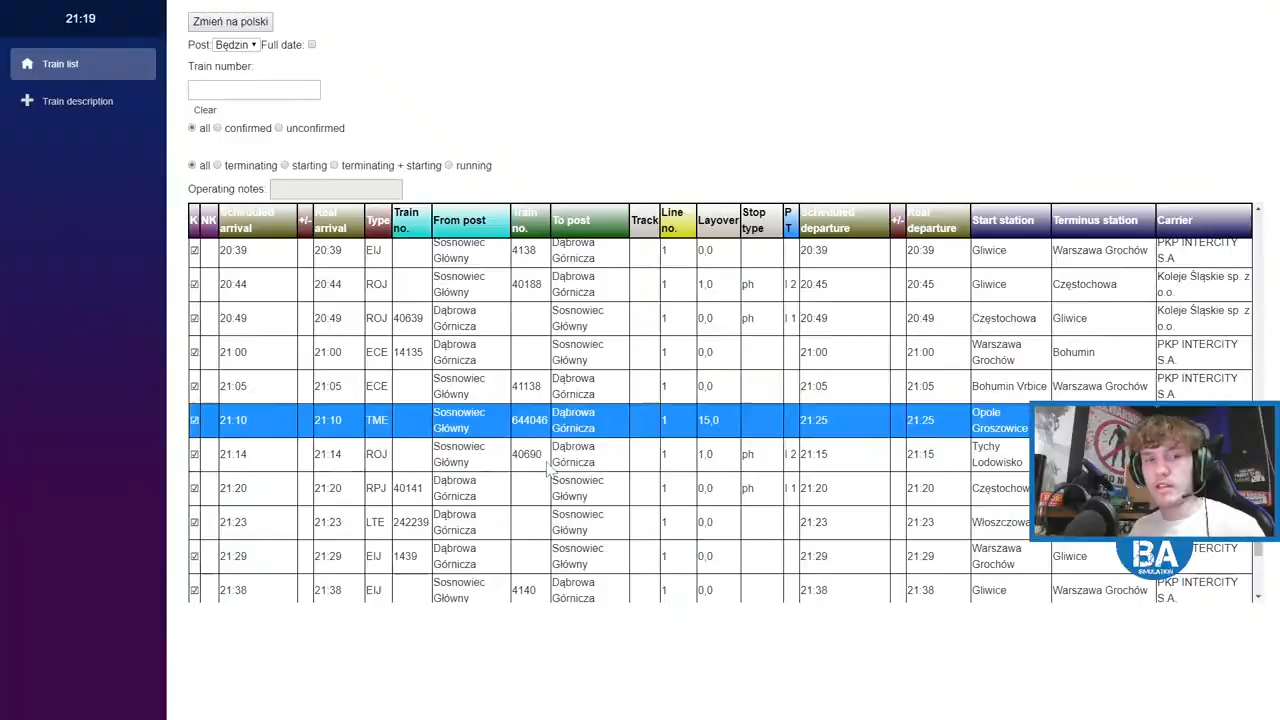 21:19
Train list
Train description
Zmień na polski
Post: Będzin Full date:
Train number:
Clear
all confirmed unconfirmed
all terminating starting terminating + starting running
Operating notes:
K NK Scheduled arrival +/- Real arrival Type Train no. From post Train no. To post Track Line no. Layover Stop type P T Scheduled departure +/- Real departure Start station Terminus station Carrier
20:39 20:39 EIJ Sosnowiec Główny 4138 Dąbrowa Górnicza 1 0,0 20:39 20:39 Gliwice Warszawa Grochów PKP INTERCITY S.A.
20:44 20:44 ROJ Sosnowiec Główny 40188 Dąbrowa Górnicza 1 1,0 ph I 2 20:45 20:45 Gliwice Częstochowa Koleje Śląskie sp. z o.o.
20:49 20:49 ROJ 40639 Dąbrowa Górnicza Sosnowiec Główny 1 0,0 ph I 1 20:49 20:49 Częstochowa Gliwice Koleje Śląskie sp. z o.o.
21:00 21:00 ECE 14135 Dąbrowa Górnicza Sosnowiec Główny 1 0,0 21:00 21:00 Warszawa Grochów Bohumin PKP INTERCITY S.A.
21:05 21:05 ECE Sosnowiec Główny 41138 Dąbrowa Górnicza 1 0,0 21:05 21:05 Bohumin Vrbice Warszawa Grochów PKP INTERCITY S.A.
21:10 21:10 TME Sosnowiec Główny 644046 Dąbrowa Górnicza 1 15,0 21:25 21:25 Opole Groszowice
21:14 21:14 ROJ Sosnowiec Główny 40690 Dąbrowa Górnicza 1 1,0 ph I 2 21:15 21:15 Tychy Lodowisko
21:20 21:20 RPJ 40141 Dąbrowa Górnicza Sosnowiec Główny 1 0,0 ph I 1 21:20 21:20 Częstochow
21:23 21:23 LTE 242239 Dąbrowa Górnicza Sosnowiec Główny 1 0,0 21:23 21:23 Włoszczowa
21:29 21:29 EIJ 1439 Dąbrowa Górnicza Sosnowiec Główny 1 0,0 21:29 21:29 Warszawa Grochów Gliwice TERCITY
21:38 21:38 EIJ Sosnowiec Główny 4140 Dąbrowa Górnicza 1 0,0 21:38 21:38 Gliwice Warszawa Grochów PKP INTERCITY S.A.
BA
SIMULATION